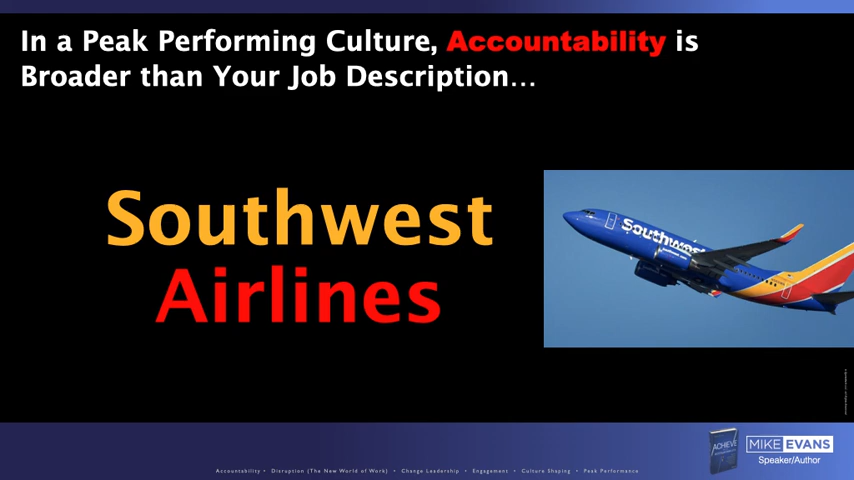 In a Peak Performing Culture, Accountability is
Broader than Your Job Description...
Southwest
Airlines
Southwest
ACHIEVE
MIKE EVANS
Speaker/Author
Accountability • Disruption (The New World of Work) • Change Leadership • Engagement • Culture Shaping • Peak Performance